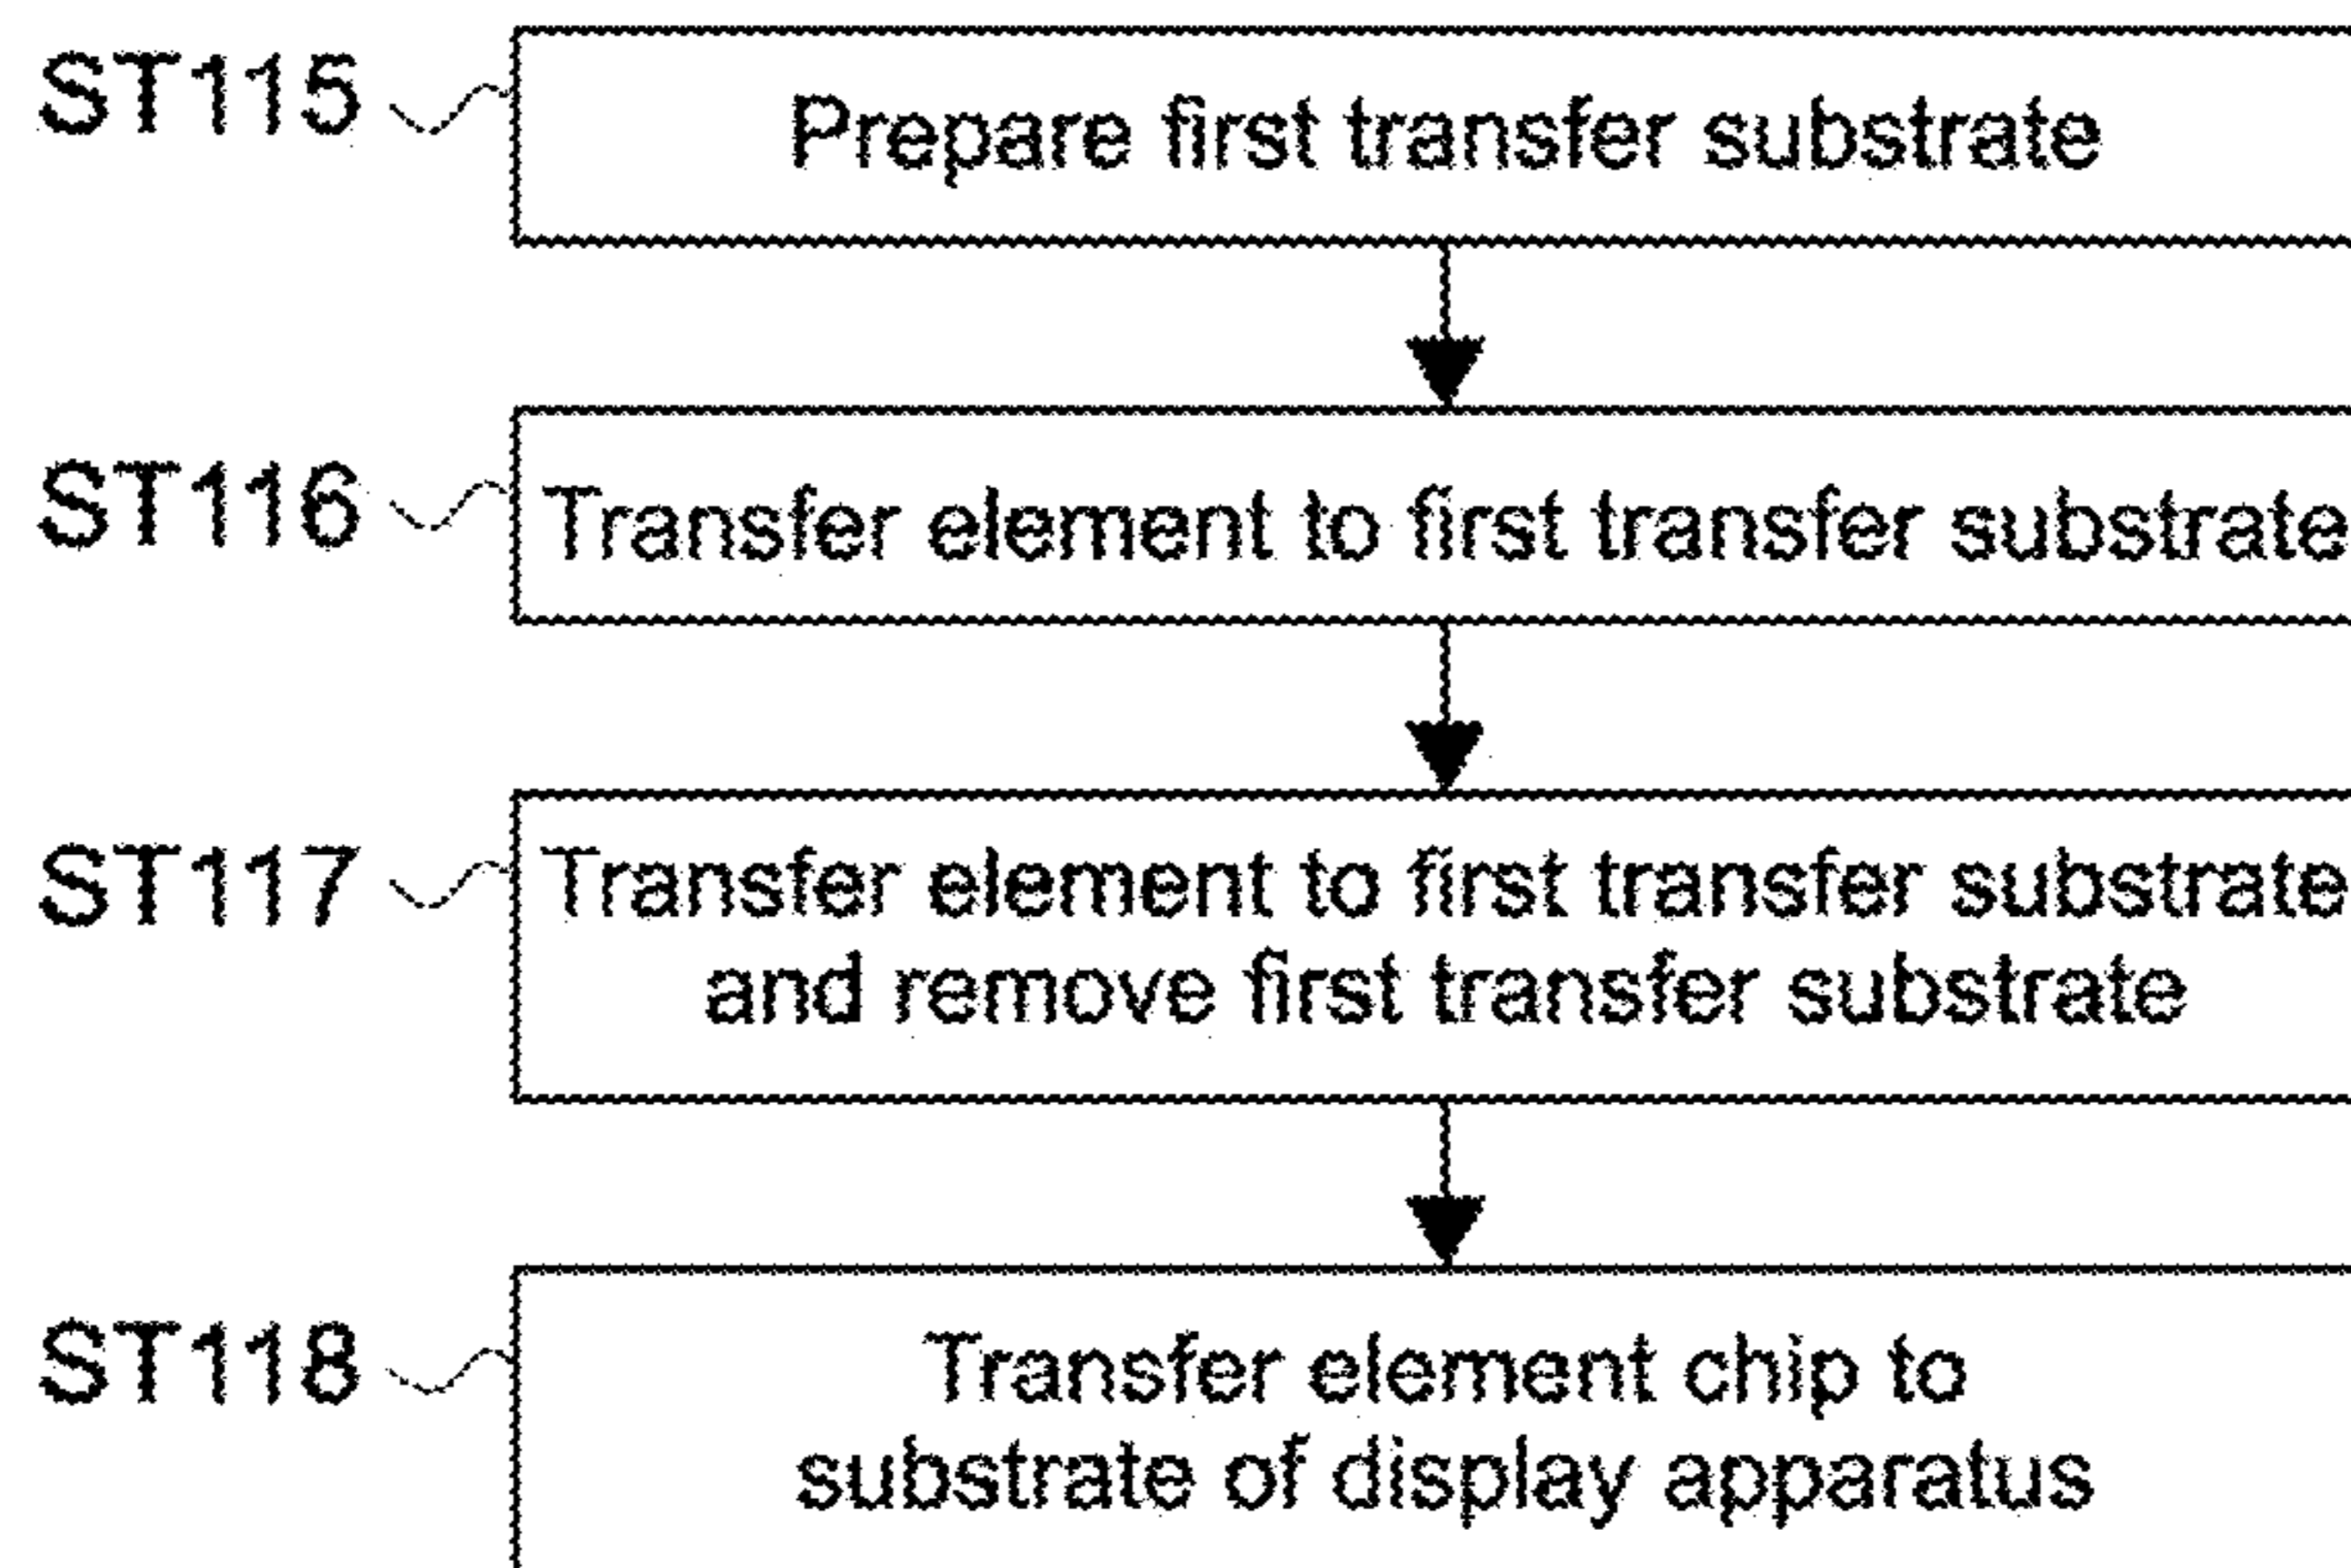 ST115
Prepare first transfer substrate
ST116
Transfer element to first transfer substrate
ST117
Transfer element to first transfer substrate
and remove first transfer substrate
ST118
Transfer element chip to
substrate of display apparatus